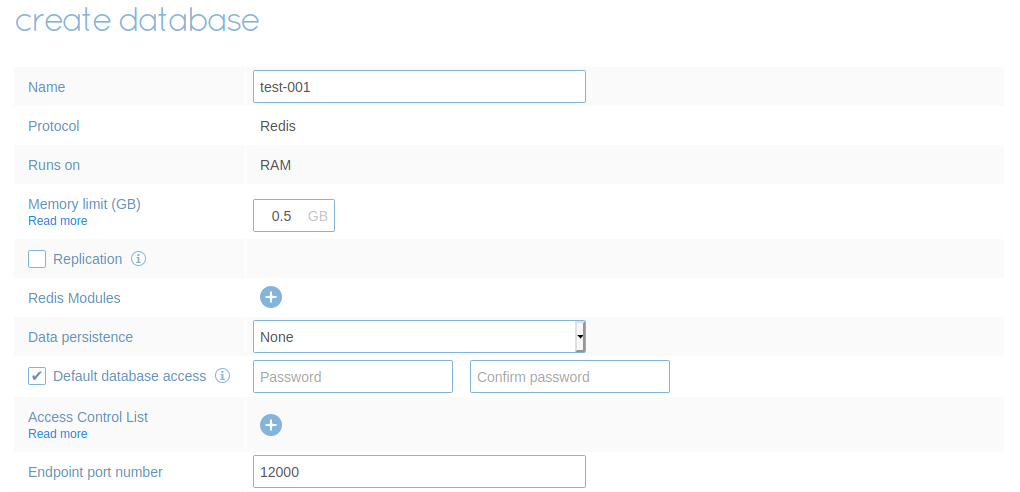 create database
Name test-001
Protocol Redis
Runs on RAM
Memory limit (GB)
Read more
0.5 GB
Replication
Redis Modules
Data persistence None
Default database access Password Confirm password
Access Control List
Read more
Endpoint port number 12000